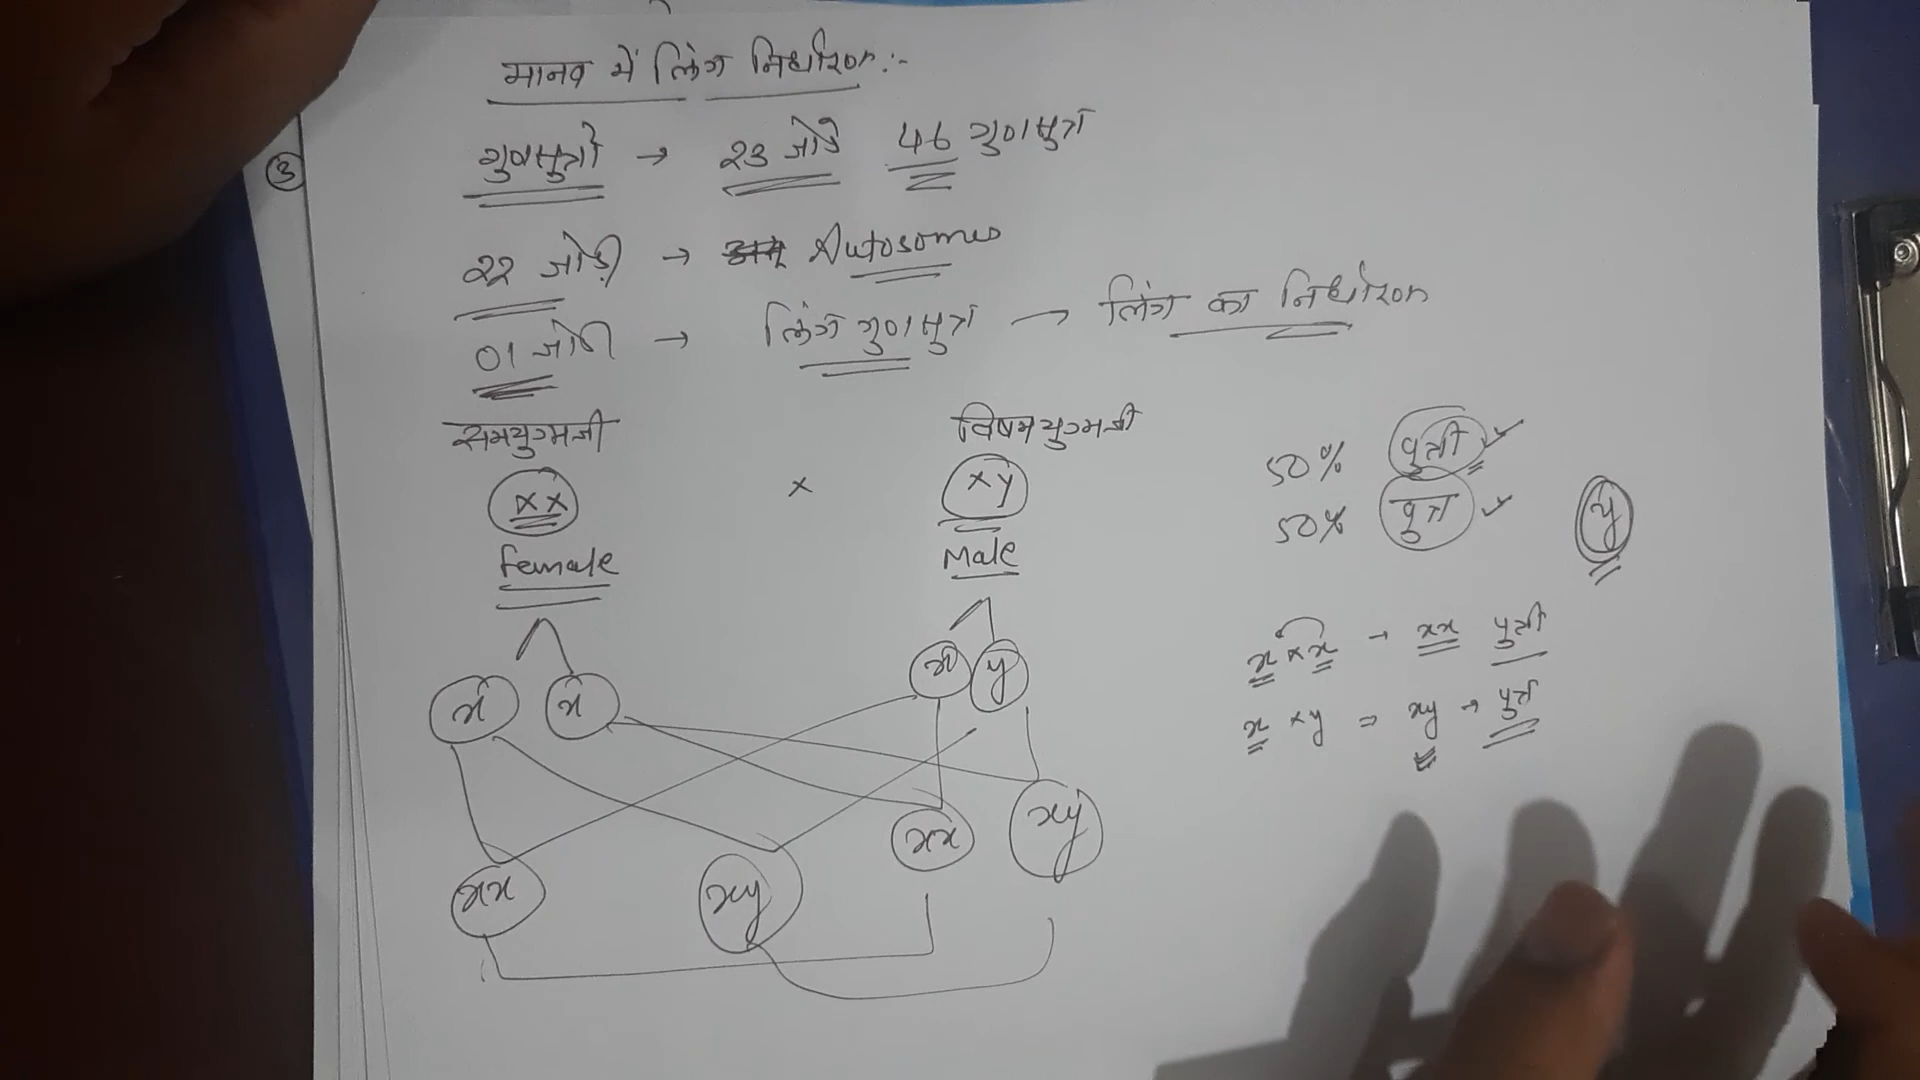 मानव में लिंग निर्धारण :-
③
गुणसुत्रो → 23 जोडे 46 गुणसुत्र
22 जोड़ी → Autosomes
01 जोडी → लिंग गुणसुत्र → लिंग का निर्धारण
समयुग्मजी विषमयुग्मजी
xx × xy
female Male
50% पुत्री
50% पुत्र
y
x x x y
x × x → xx पुत्री
x × y = xy → पुत्र
xx xy xx xy